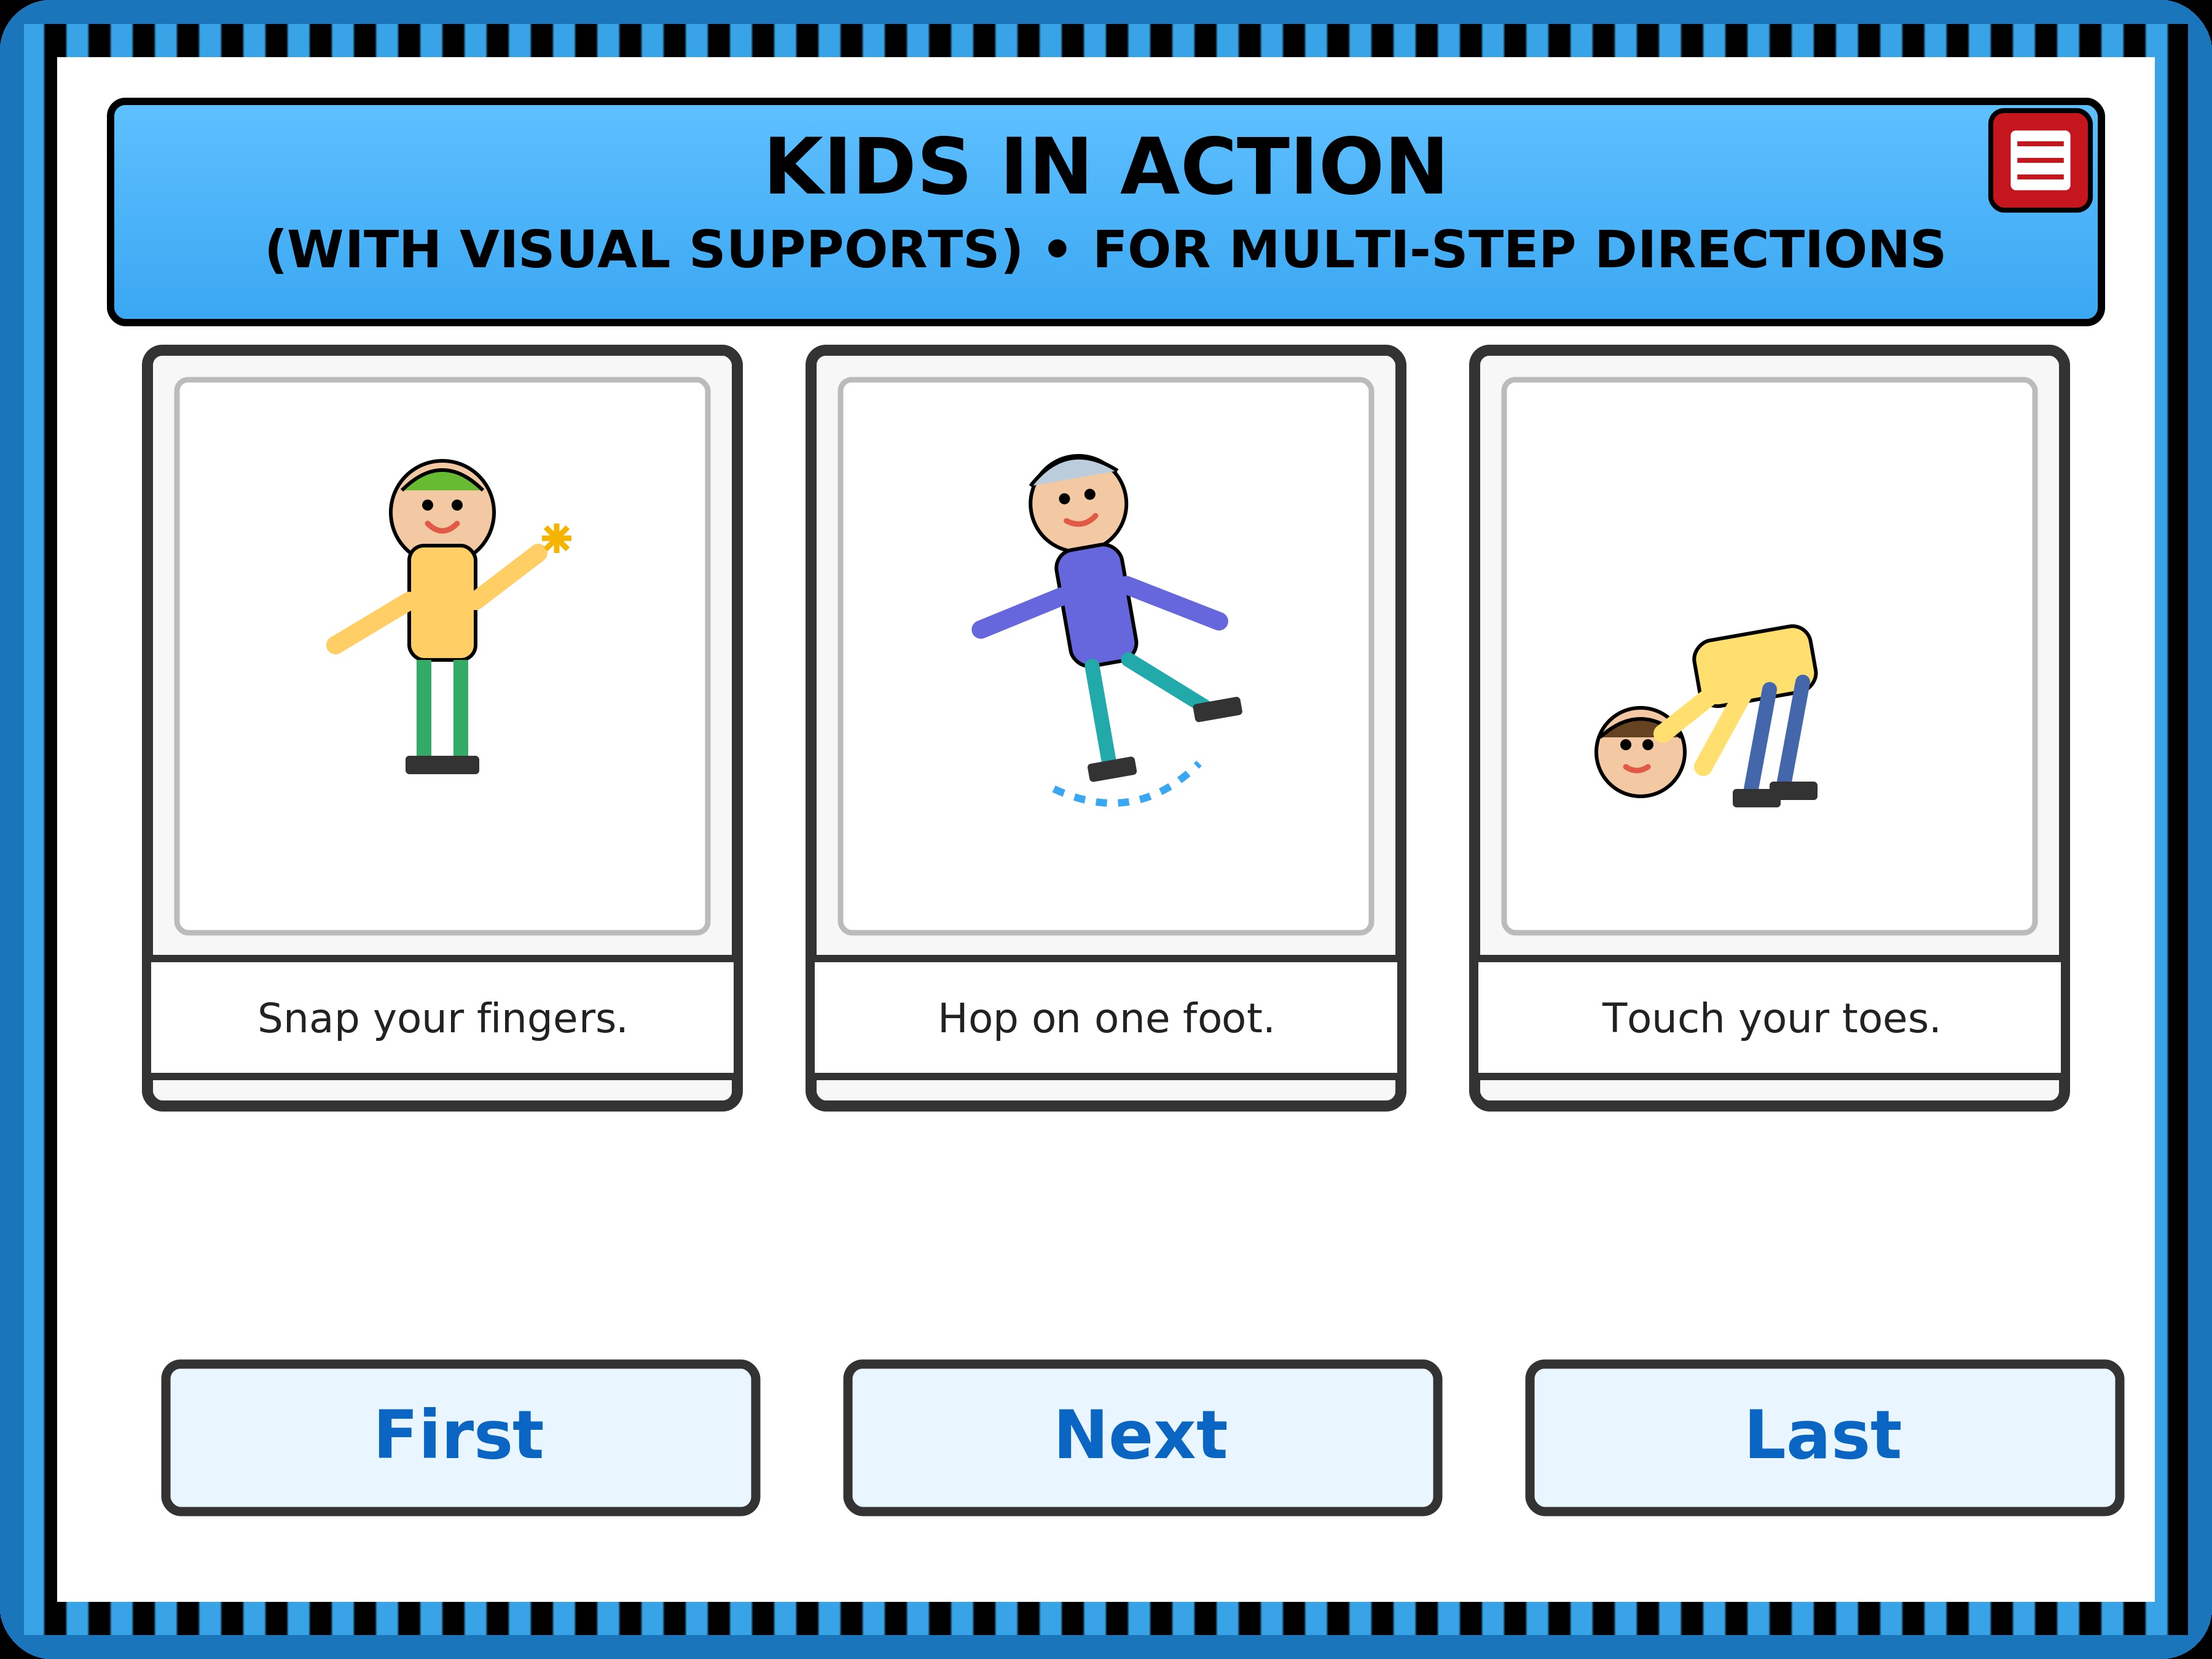 KIDS IN ACTION
(WITH VISUAL SUPPORTS) • FOR MULTI-STEP DIRECTIONS
Snap your fingers.
Hop on one foot.
Touch your toes.
First
Next
Last